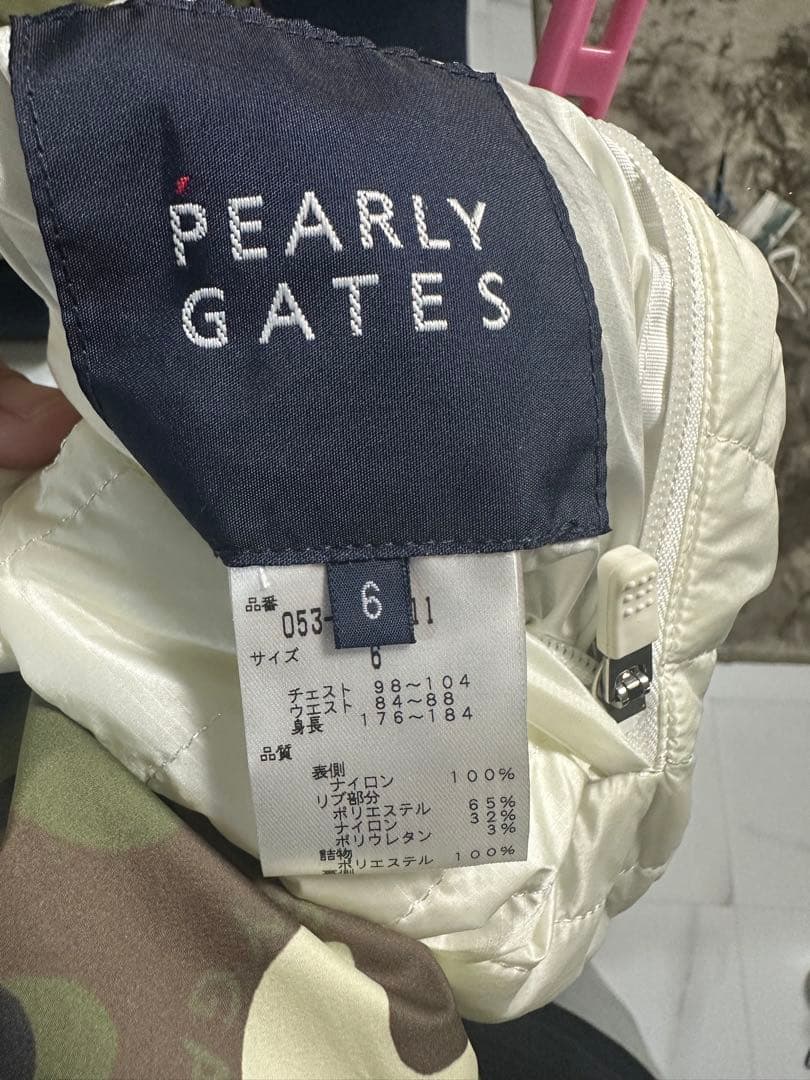 PEARLY
GATES
6
品番
053-
11
サイズ 6
チェスト 98～104
ウエスト 84～88
身長 176～184
品質
表側
ナイロン 100%
リブ部分
ポリエステル 65%
ナイロン 32%
ポリウレタン 3%
詰物
ポリエステル 100%
裏側